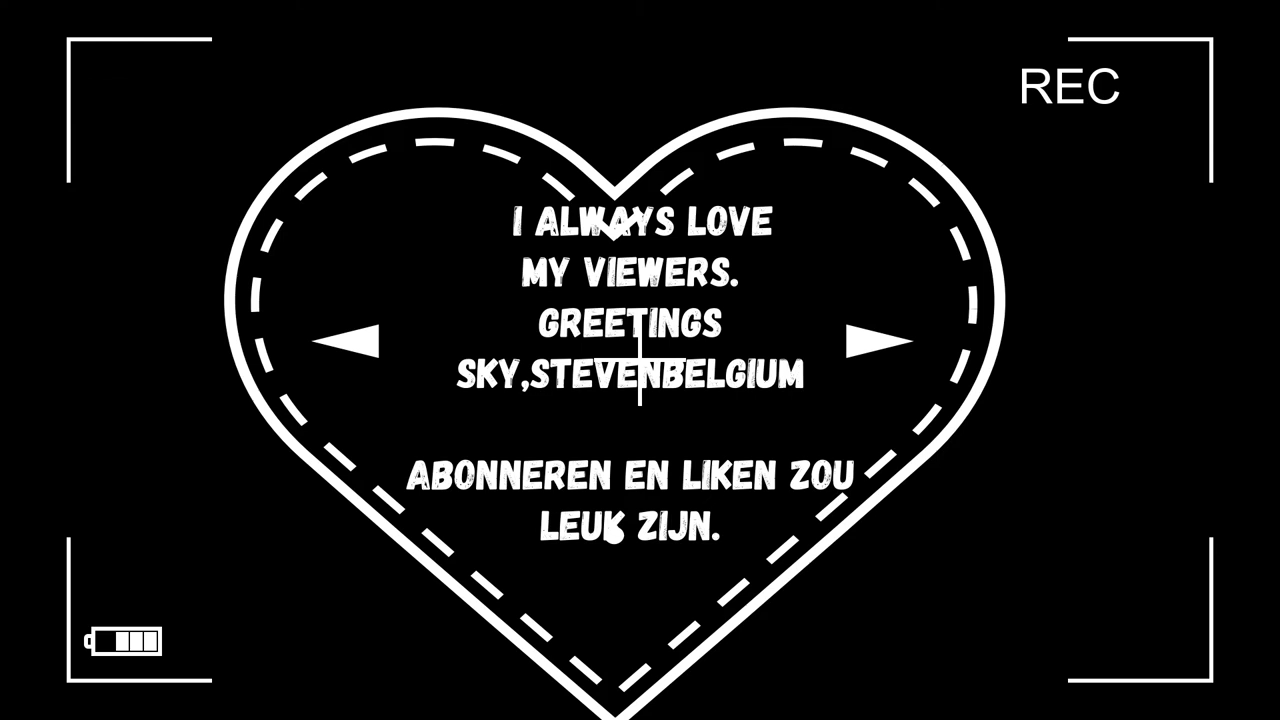 REC
I ALWAYS LOVE
MY VIEWERS.
GREETINGS
SKY,STEVENBELGIUM
ABONNEREN EN LIKEN ZOU
LEUK ZIJN.